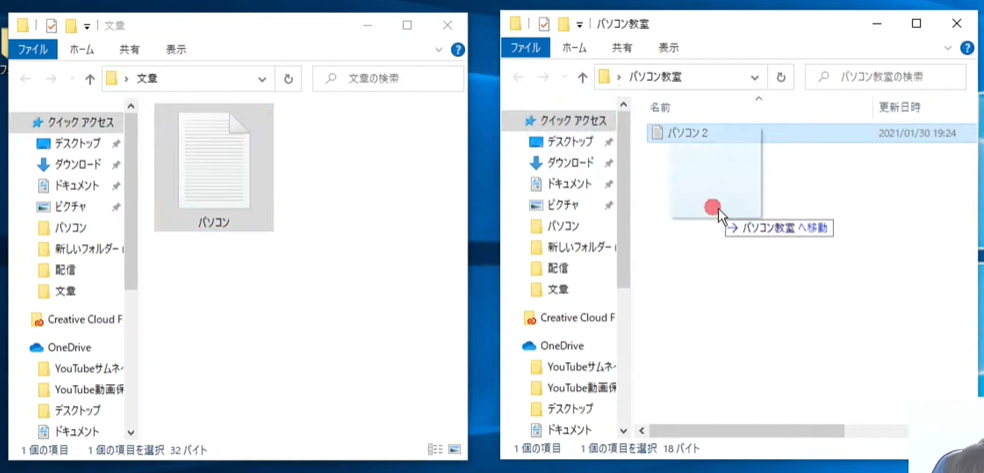 文章
ファイル ホーム 共有 表示
文章
文章の検索
クイック アクセス
デスクトップ
ダウンロード
ドキュメント
ピクチャ
パソコン
新しいフォルダー
配信
文章
Creative Cloud F
OneDrive
YouTubeサムネ
YouTube動画保
デスクトップ
ドキュメント
パソコン
1 個の項目 1 個の項目を選択 32 バイト
パソコン教室
ファイル ホーム 共有 表示
パソコン教室
パソコン教室の検索
クイック アクセス
デスクトップ
ダウンロード
ドキュメント
ピクチャ
パソコン
新しいフォルダー
配信
文章
Creative Cloud F
OneDrive
YouTubeサムネ
YouTube動画保
デスクトップ
ドキュメント
名前 更新日時
パソコン 2 2021/01/30 19:24
→ パソコン教室 へ移動
1 個の項目 1 個の項目を選択 18 バイト